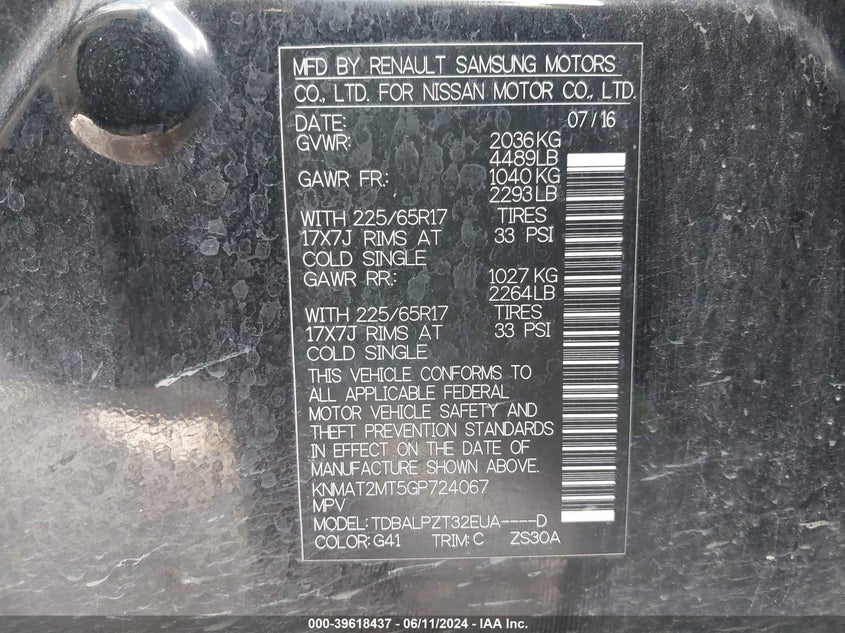 MFD BY RENAULT SAMSUNG MOTORS
CO., LTD. FOR NISSAN MOTOR CO., LTD.
DATE: 07/16
GVWR: 2036KG
4489LB
GAWR FR.: 1040KG
2293LB
WITH 225/65R17 TIRES
17X7J RIMS AT 33 PSI
COLD SINGLE
GAWR RR.: 1027KG
2264LB
WITH 225/65R17 TIRES
17X7J RIMS AT 33 PSI
COLD SINGLE
THIS VEHICLE CONFORMS TO
ALL APPLICABLE FEDERAL
MOTOR VEHICLE SAFETY AND
THEFT PREVENTION STANDARDS
IN EFFECT ON THE DATE OF
MANUFACTURE SHOWN ABOVE.
KNMAT2MT5GP724067
MPV
MODEL: TDBALPZT32EUA----D
COLOR: G41 TRIM: C ZS30A
000-39618437 - 06/11/2024 - IAA Inc.